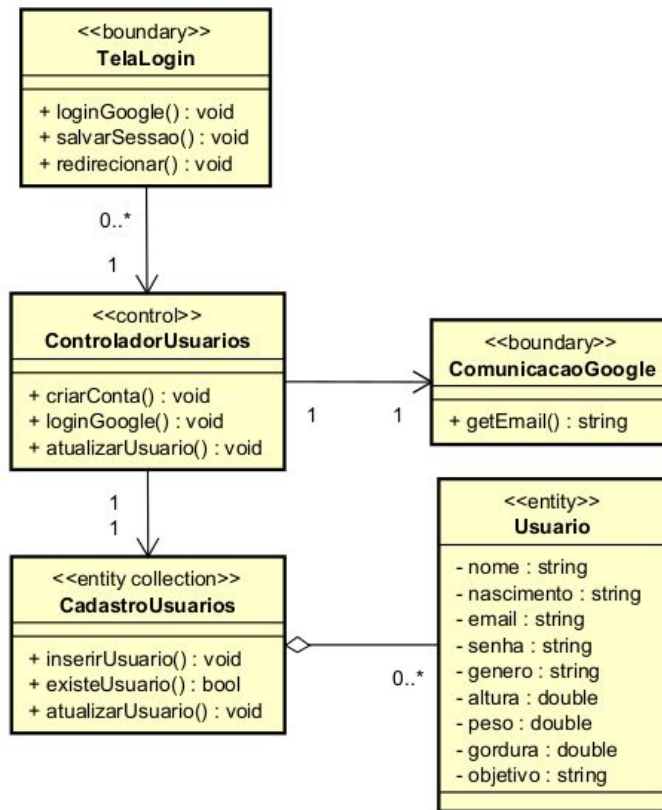 <<boundary>>
TelaLogin
+ loginGoogle() : void
+ salvarSessao() : void
+ redirecionar() : void
0..*
1
<<control>>
ControladorUsuarios
+ criarConta() : void
+ loginGoogle() : void
+ atualizarUsuario() : void
1
1
<<boundary>>
ComunicacaoGoogle
+ getEmail() : string
1
1
<<entity collection>>
CadastroUsuarios
+ inserirUsuario() : void
+ existeUsuario() : bool
+ atualizarUsuario() : void
0..*
<<entity>>
Usuario
- nome : string
- nascimento : string
- email : string
- senha : string
- genero : string
- altura : double
- peso : double
- gordura : double
- objetivo : string